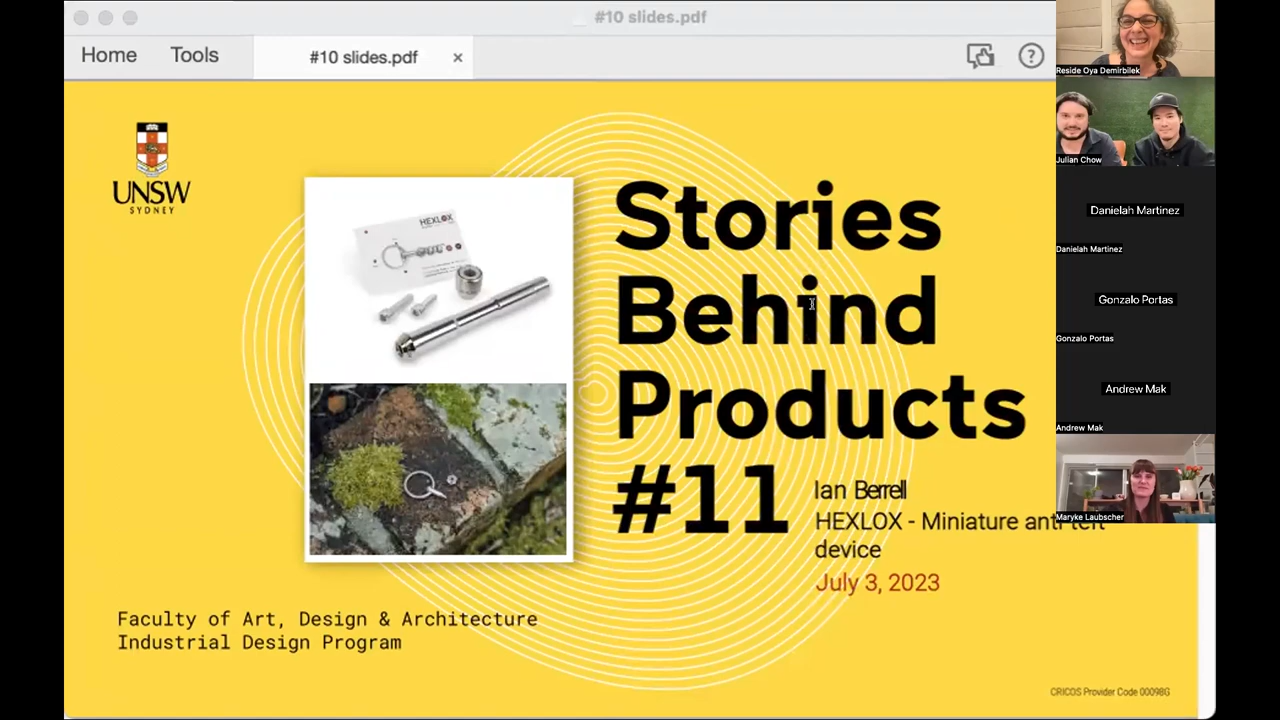 #10 slides.pdf
Home Tools #10 slides.pdf ×
UNSW
SYDNEY
HEXLOX
Stories
Behind
Products
#11
Ian Berrell
HEXLOX - Miniature anti teft
device
July 3, 2023
Faculty of Art, Design & Architecture
Industrial Design Program
CRICOS Provider Code 00098G
Reside Oya Demirbilek
Julian Chow
Danielah Martinez
Danielah Martinez
Gonzalo Portas
Gonzalo Portas
Andrew Mak
Andrew Mak
Maryke Laubscher